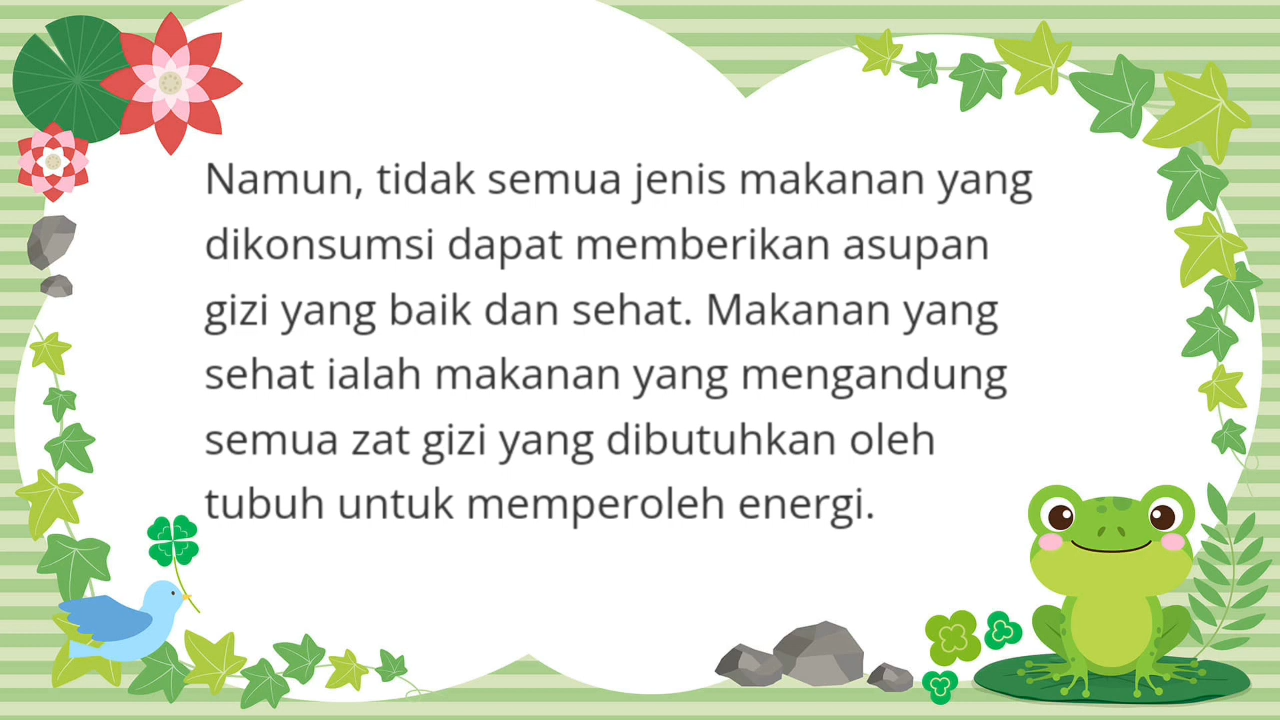 Namun, tidak semua jenis makanan yang
dikonsumsi dapat memberikan asupan
gizi yang baik dan sehat. Makanan yang
sehat ialah makanan yang mengandung
semua zat gizi yang dibutuhkan oleh
tubuh untuk memperoleh energi.